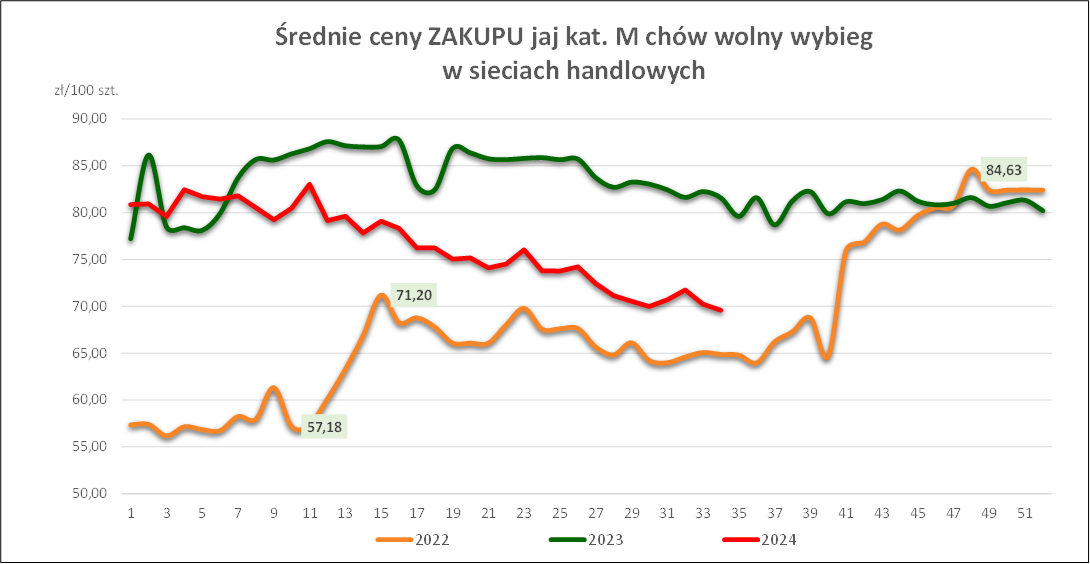 Średnie ceny ZAKUPU jaj kat. M chów wolny wybieg
w sieciach handlowych
zł/100 szt.
90,00
85,00
80,00
75,00
70,00
65,00
60,00
55,00
50,00
84,63
71,20
57,18
1 3 5 7 9 11 13 15 17 19 21 23 25 27 29 31 33 35 37 39 41 43 45 47 49 51
2022 2023 2024